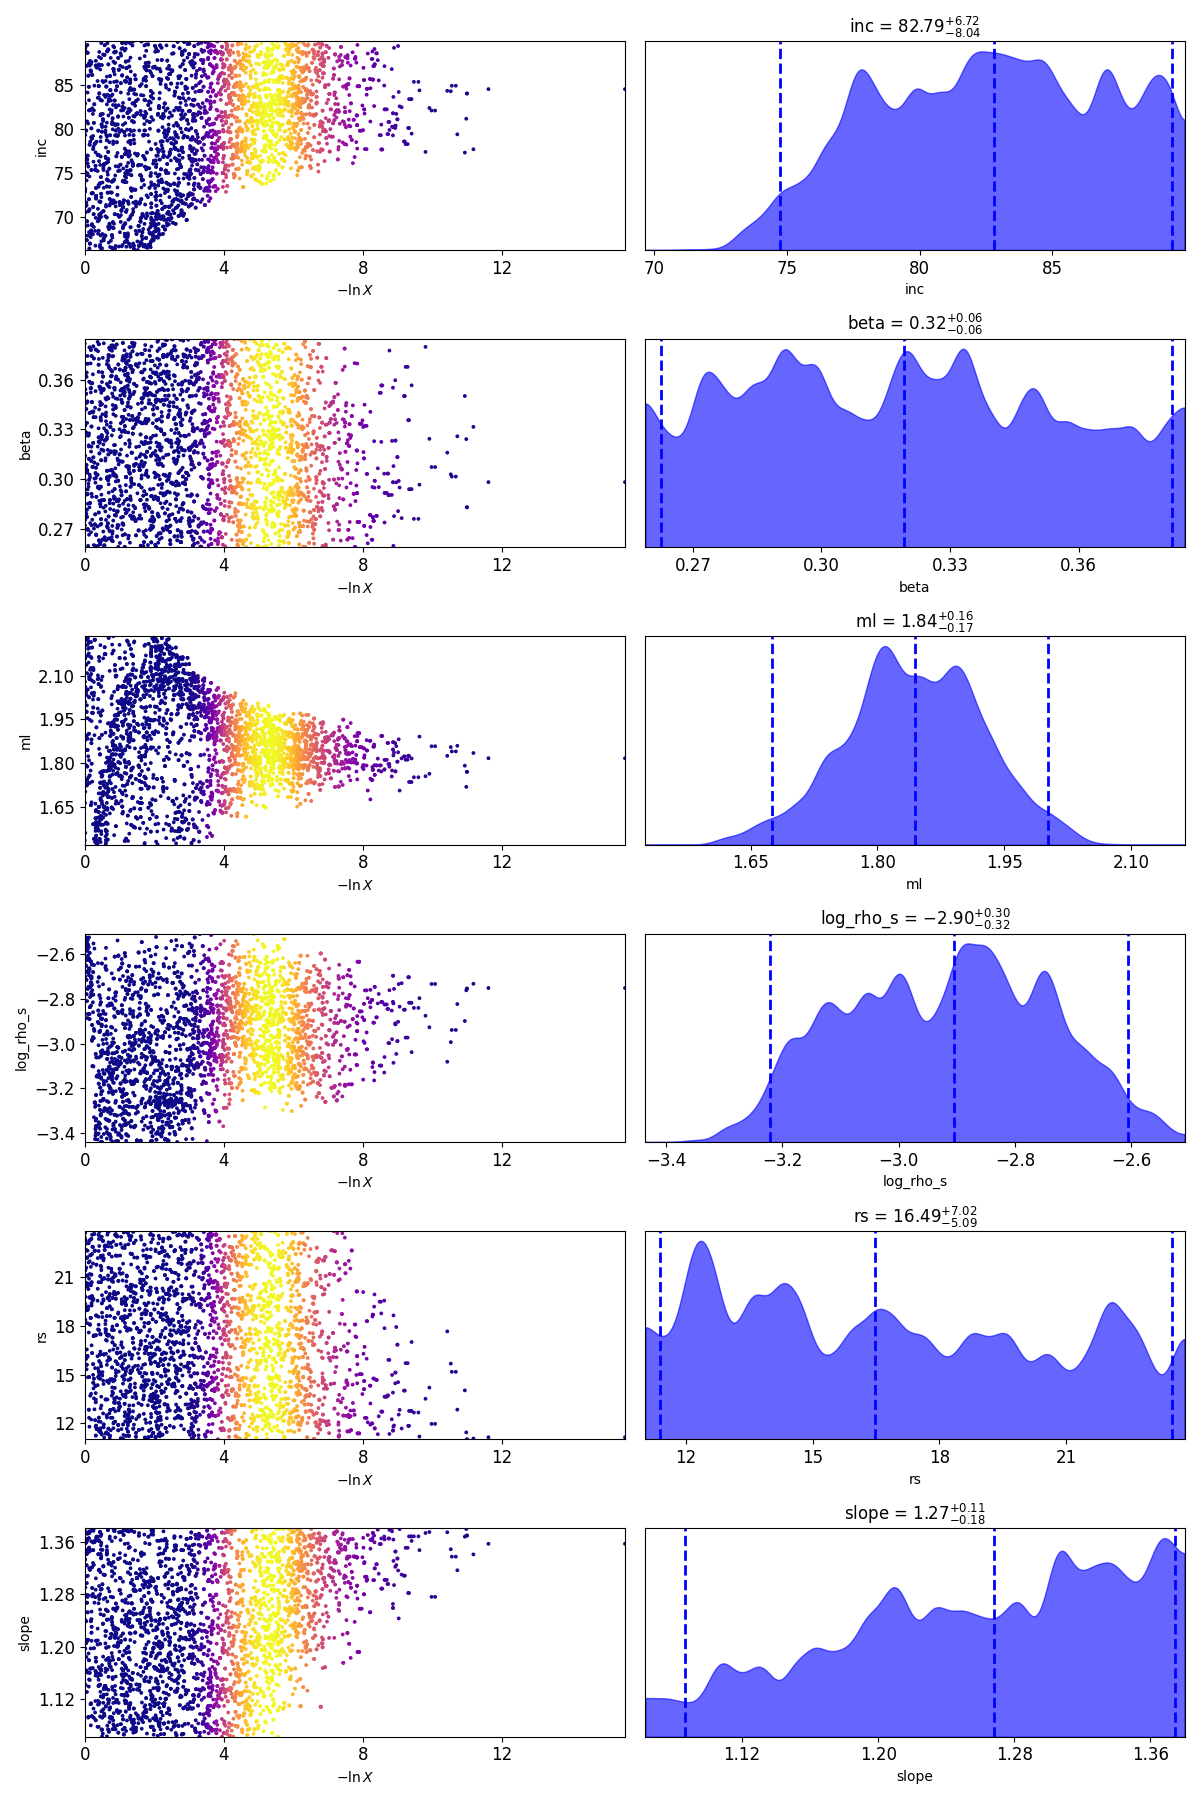 inc = 82.79 +6.72 −8.04
85
80
75
70
inc
0 4 8 12
−ln X
70 75 80 85
inc
beta = 0.32 +0.06 −0.06
0.36
0.33
0.30
0.27
beta
0 4 8 12
−ln X
0.27 0.30 0.33 0.36
beta
ml = 1.84 +0.16 −0.17
2.10
1.95
1.80
1.65
ml
0 4 8 12
−ln X
1.65 1.80 1.95 2.10
ml
log_rho_s = −2.90 +0.30 −0.32
−2.6
−2.8
−3.0
−3.2
−3.4
log_rho_s
0 4 8 12
−ln X
−3.4 −3.2 −3.0 −2.8 −2.6
log_rho_s
rs = 16.49 +7.02 −5.09
21
18
15
12
rs
0 4 8 12
−ln X
12 15 18 21
rs
slope = 1.27 +0.11 −0.18
1.36
1.28
1.20
1.12
slope
0 4 8 12
−ln X
1.12 1.20 1.28 1.36
slope